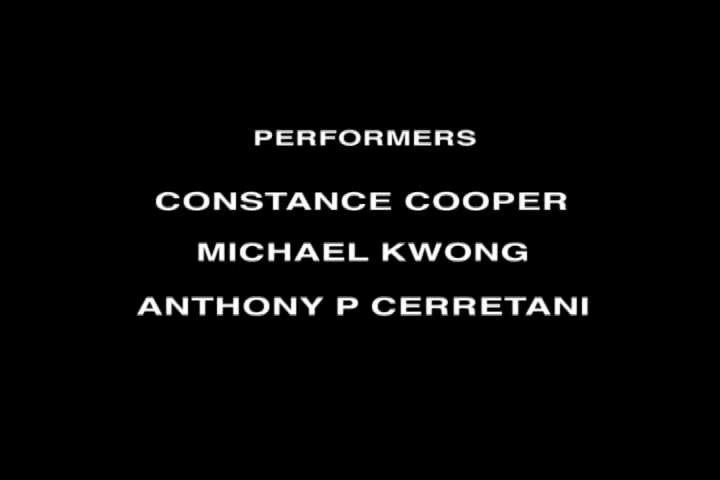 PERFORMERS
CONSTANCE COOPER
MICHAEL KWONG
ANTHONY P CERRETANI